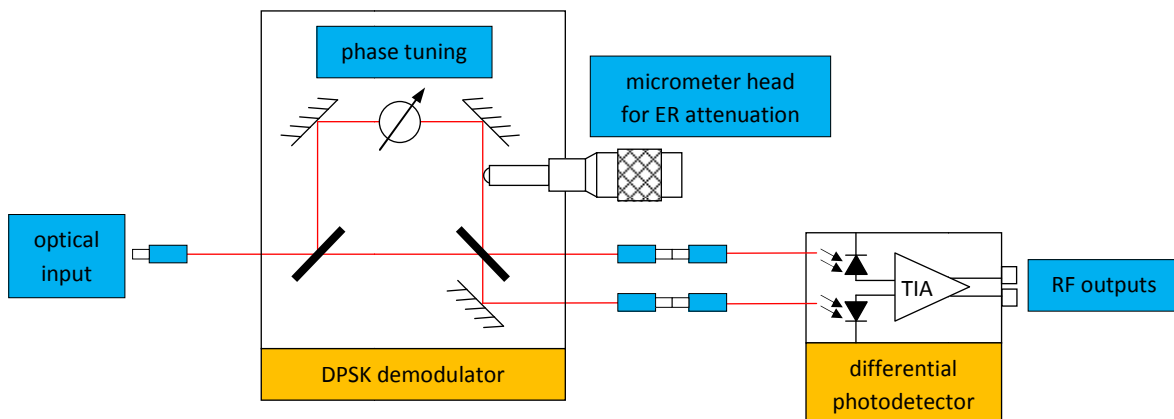 phase tuning
micrometer head
for ER attenuation
optical
input
TIA
RF outputs
DPSK demodulator
differential
photodetector